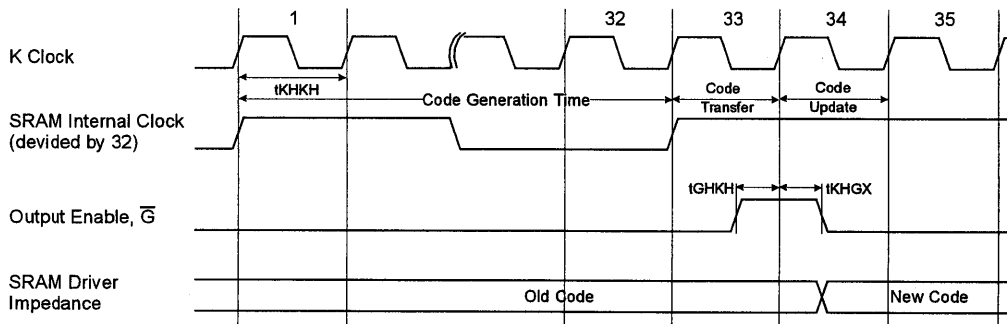 1 32 33 34 35
K Clock
tKHKH
Code Generation Time
Code Transfer
Code Update
SRAM Internal Clock
(devided by 32)
tGHKH tKHGX
Output Enable, G̅
SRAM Driver
Impedance
Old Code New Code